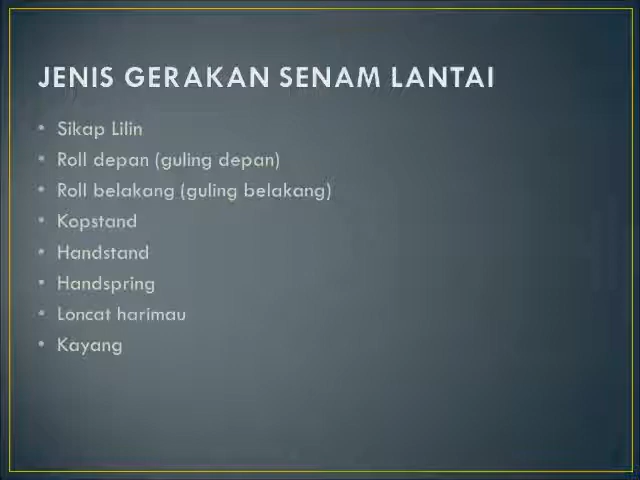 JENIS GERAKAN SENAM LANTAI
• Sikap Lilin
• Roll depan (guling depan)
• Roll belakang (guling belakang)
• Kopstand
• Handstand
• Handspring
• Loncat harimau
• Kayang